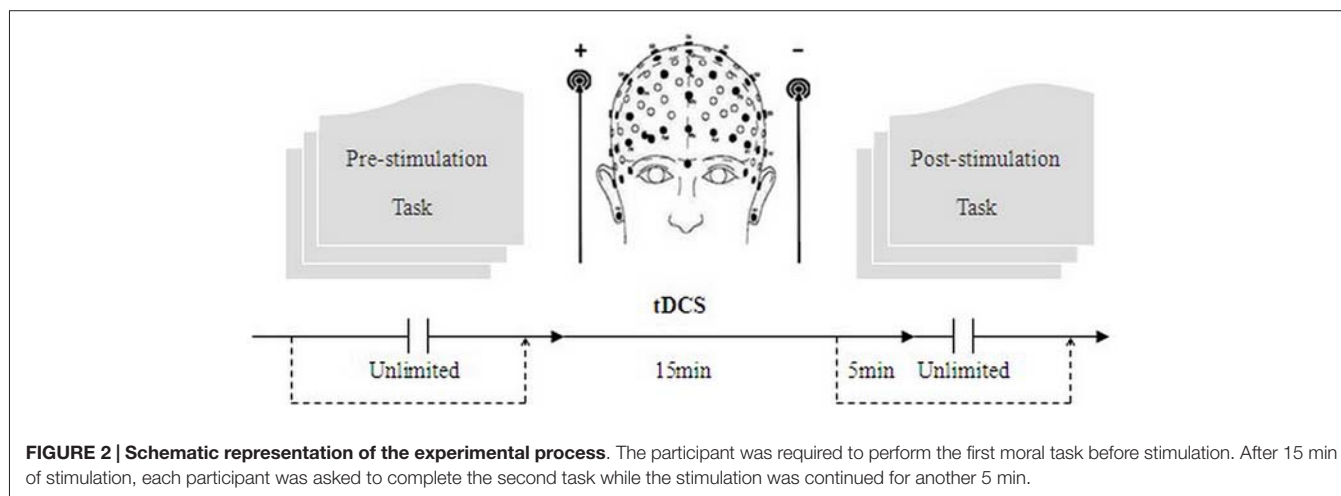 + -
Pre-stimulation
Task
Post-stimulation
Task
tDCS
Unlimited 15min 5min Unlimited
FIGURE 2 | Schematic representation of the experimental process. The participant was required to perform the first moral task before stimulation. After 15 min
of stimulation, each participant was asked to complete the second task while the stimulation was continued for another 5 min.